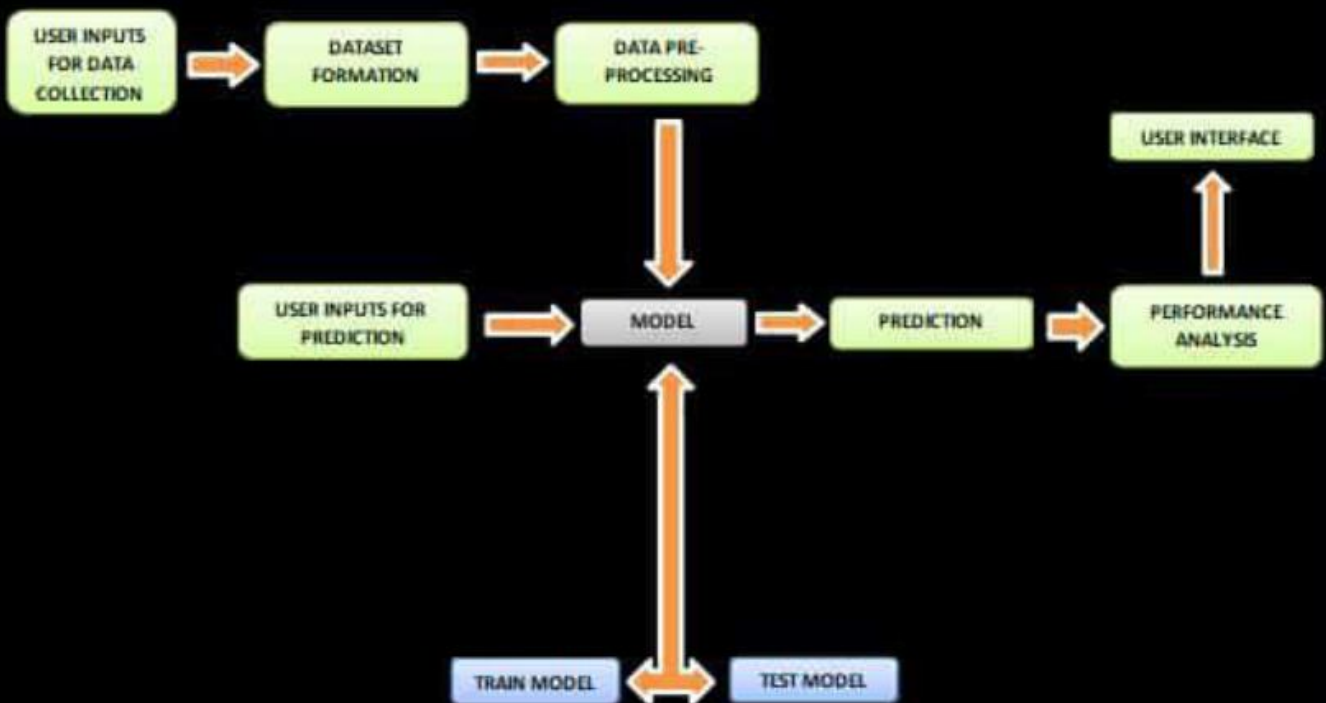 USER INPUTS
FOR DATA
COLLECTION
DATASET
FORMATION
DATA PRE-
PROCESSING
USER INTERFACE
USER INPUTS FOR
PREDICTION
MODEL
PREDICTION
PERFORMANCE
ANALYSIS
TRAIN MODEL
TEST MODEL